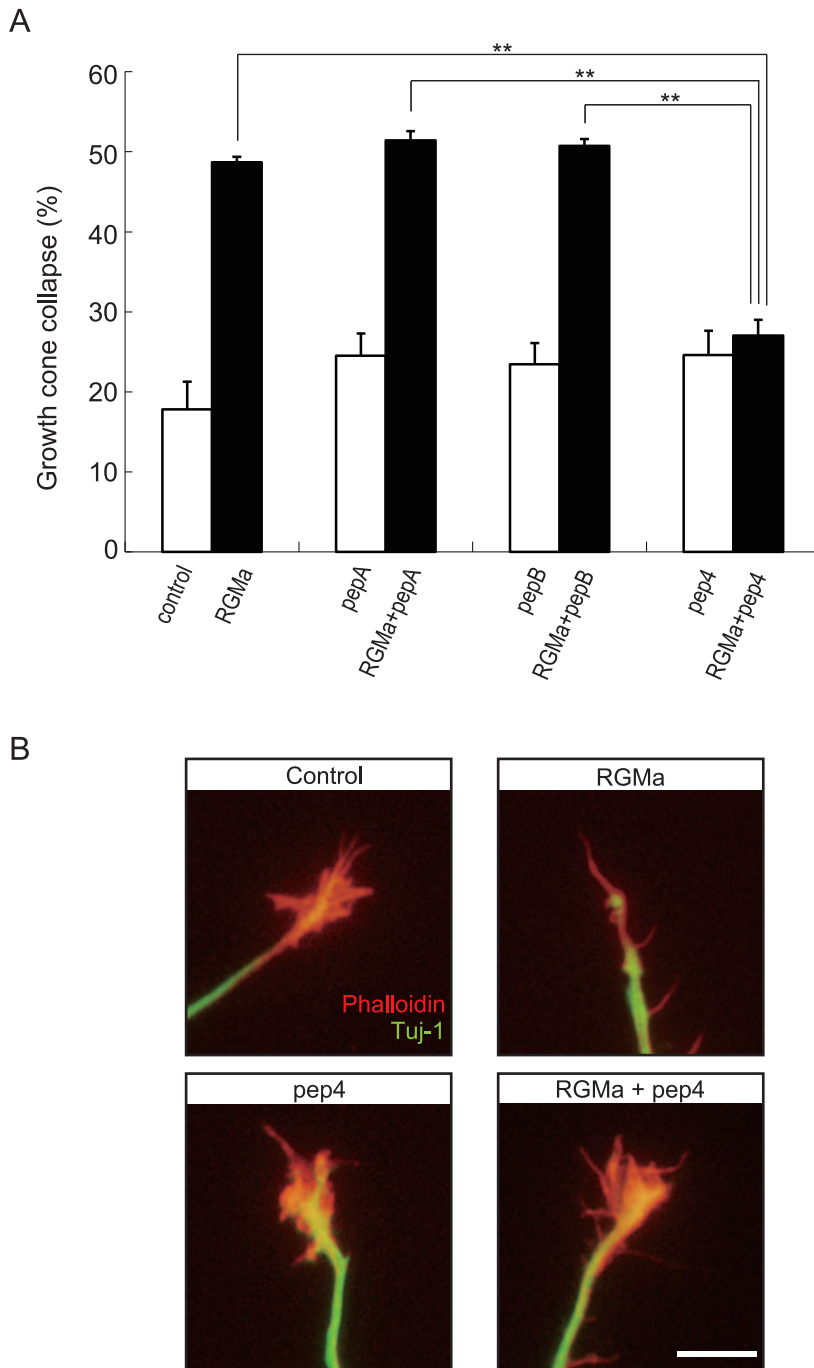 A
**
**
**
60
50
40
30
20
10
0
Growth cone collapse (%)
control
RGMa
pepA
RGMa+pepA
pepB
RGMa+pepB
pep4
RGMa+pep4
B
Control
RGMa
Phalloidin
Tuj-1
pep4
RGMa + pep4